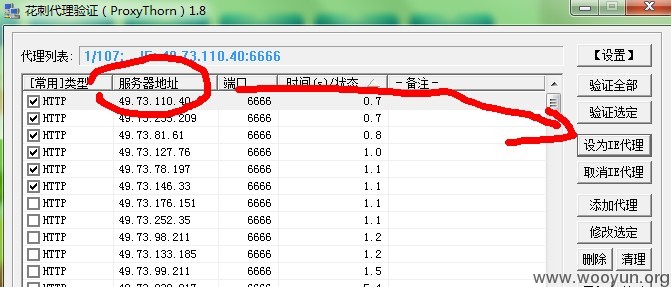 花刺代理验证（ProxyThorn）1.8
代理列表: 1/107: IE: 49.73.110.40:6666 【设置】
[常用]类型 服务器地址 端口 时间(s)/状态 -备注- 验证全部
HTTP 49.73.110.40 6666 0.7
HTTP 49.73.255.209 6666 0.7 验证选定
HTTP 49.73.81.61 6666 0.8
HTTP 49.73.127.76 6666 1.0 设为IE代理
HTTP 49.73.78.197 6666 1.1 取消IE代理
HTTP 49.73.146.33 6666 1.1
HTTP 49.73.176.151 6666 1.1 添加代理
HTTP 49.73.252.35 6666 1.1
HTTP 49.73.98.211 6666 1.2 修改选定
HTTP 49.73.133.185 6666 1.2 删除 清理
HTTP 49.73.99.211 6666 1.5
www.wooyun.org